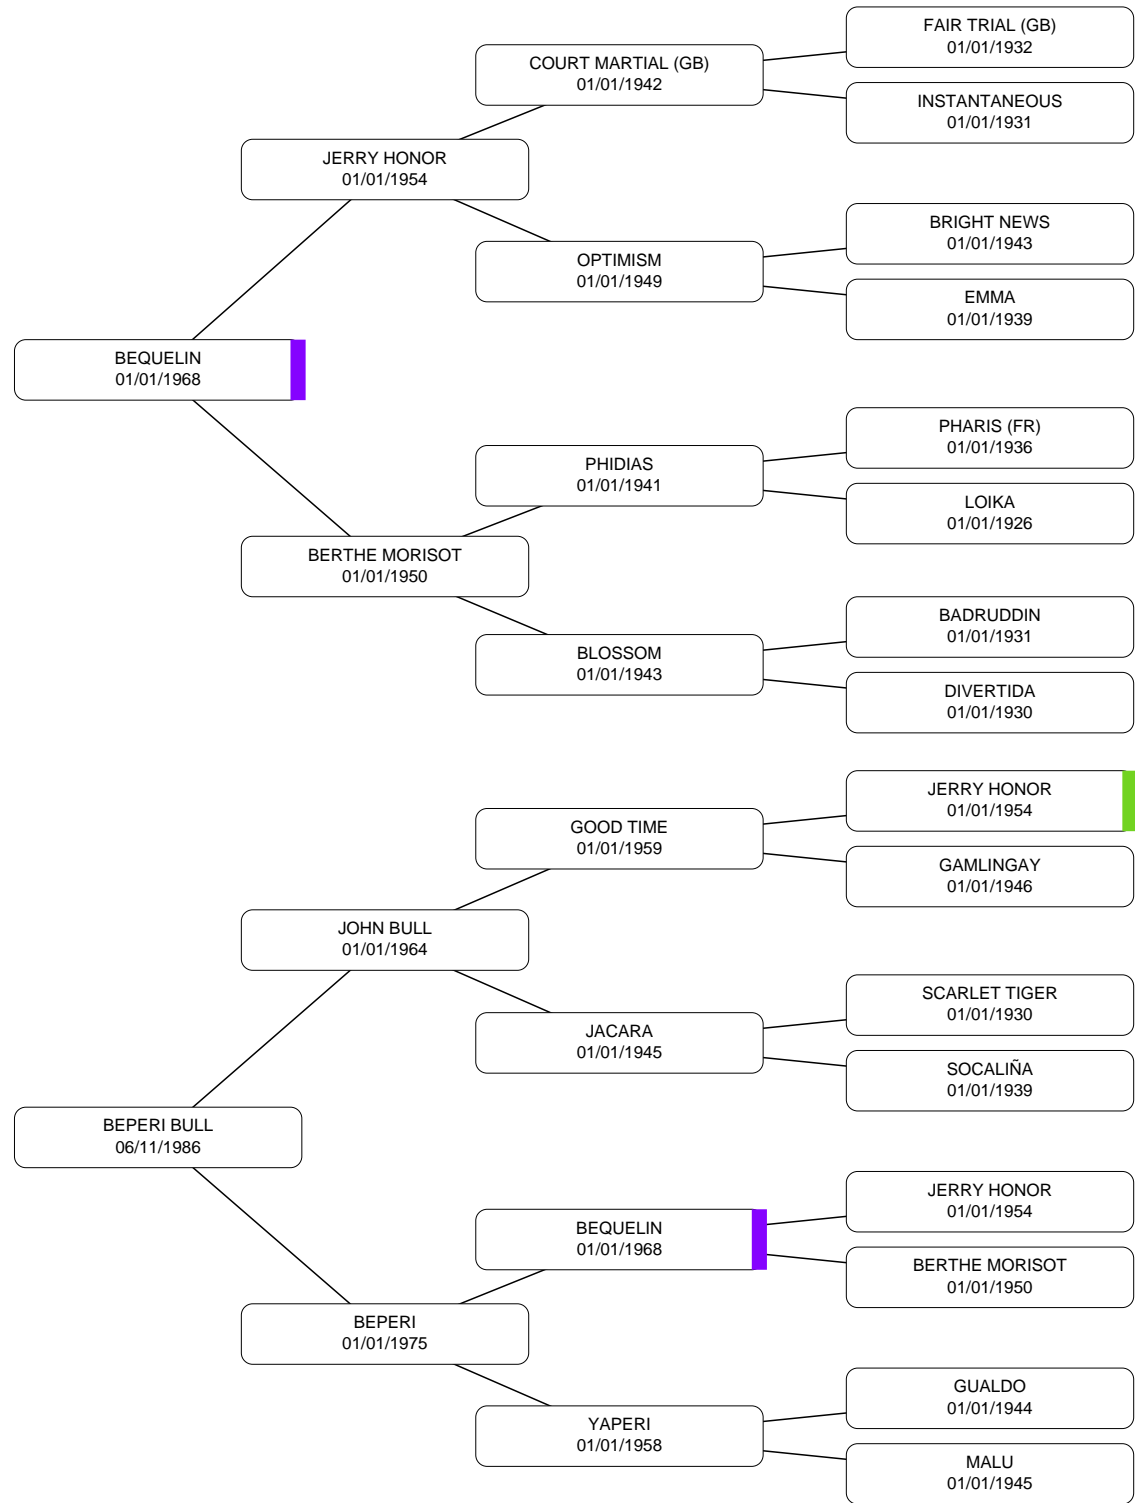 FAIR TRIAL (GB)
01/01/1932
COURT MARTIAL (GB)
01/01/1942
INSTANTANEOUS
01/01/1931
JERRY HONOR
01/01/1954
BRIGHT NEWS
01/01/1943
OPTIMISM
01/01/1949
EMMA
01/01/1939
BEQUELIN
01/01/1968
PHARIS (FR)
01/01/1936
PHIDIAS
01/01/1941
LOIKA
01/01/1926
BERTHE MORISOT
01/01/1950
BADRUDDIN
01/01/1931
BLOSSOM
01/01/1943
DIVERTIDA
01/01/1930
JERRY HONOR
01/01/1954
GOOD TIME
01/01/1959
GAMLINGAY
01/01/1946
JOHN BULL
01/01/1964
SCARLET TIGER
01/01/1930
JACARA
01/01/1945
SOCALIÑA
01/01/1939
BEPERI BULL
06/11/1986
JERRY HONOR
01/01/1954
BEQUELIN
01/01/1968
BERTHE MORISOT
01/01/1950
BEPERI
01/01/1975
GUALDO
01/01/1944
YAPERI
01/01/1958
MALU
01/01/1945